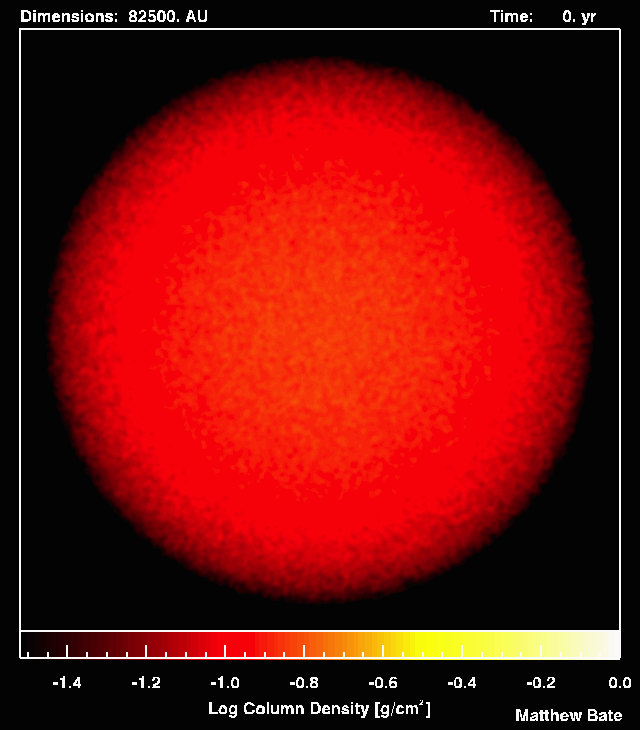 Dimensions: 82500. AU Time: 0. yr
-1.4 -1.2 -1.0 -0.8 -0.6 -0.4 -0.2 0.0
Log Column Density [g/cm²]
Matthew Bate